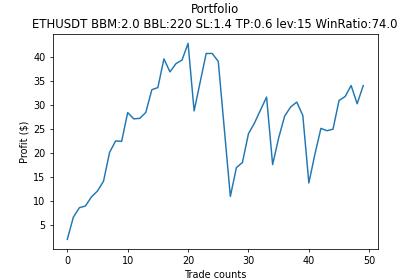 Portfolio
ETHUSDT BBM:2.0 BBL:220 SL:1.4 TP:0.6 lev:15 WinRatio:74.0
40
35
30
25
20
15
10
5
Profit ($)
0 10 20 30 40 50
Trade counts